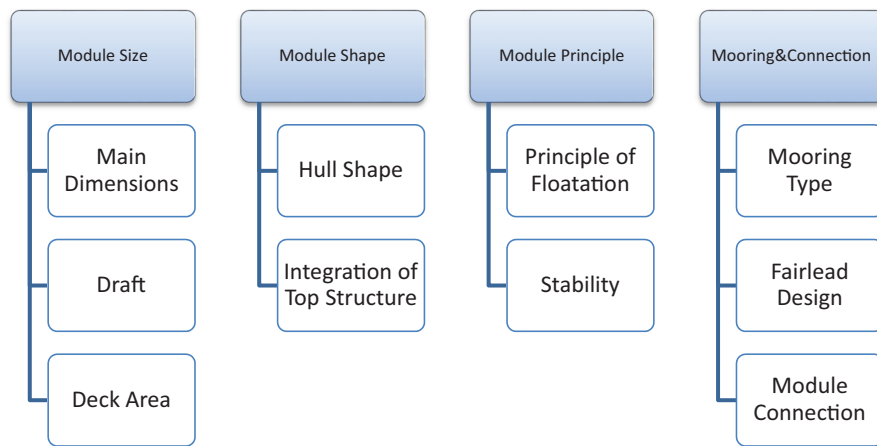 Module Size
Main
Dimensions
Draft
Deck Area
Module Shape
Hull Shape
Integration of
Top Structure
Module Principle
Principle of
Floatation
Stability
Mooring&Connection
Mooring
Type
Fairlead
Design
Module
Connection